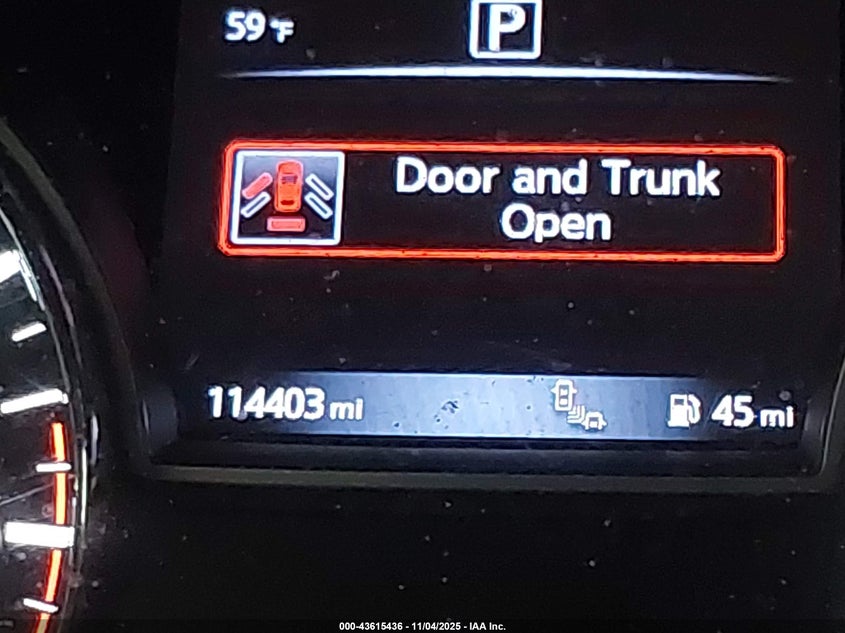 59°F
P
Door and Trunk
Open
114403 mi 45 mi
000-43615436 - 11/04/2025 - IAA Inc.